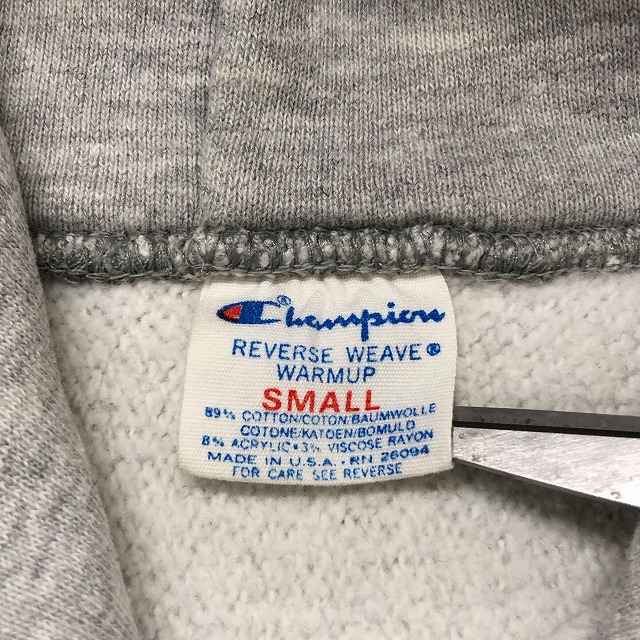 Champion®
REVERSE WEAVE®
WARMUP
SMALL
89% COTTON/COTON/BAUMWOLLE
COTONE/KATOEN/BOMULD
8% ACRYLIC • 3% VISCOSE RAYON
MADE IN U.S.A. • RN 26094
FOR CARE SEE REVERSE